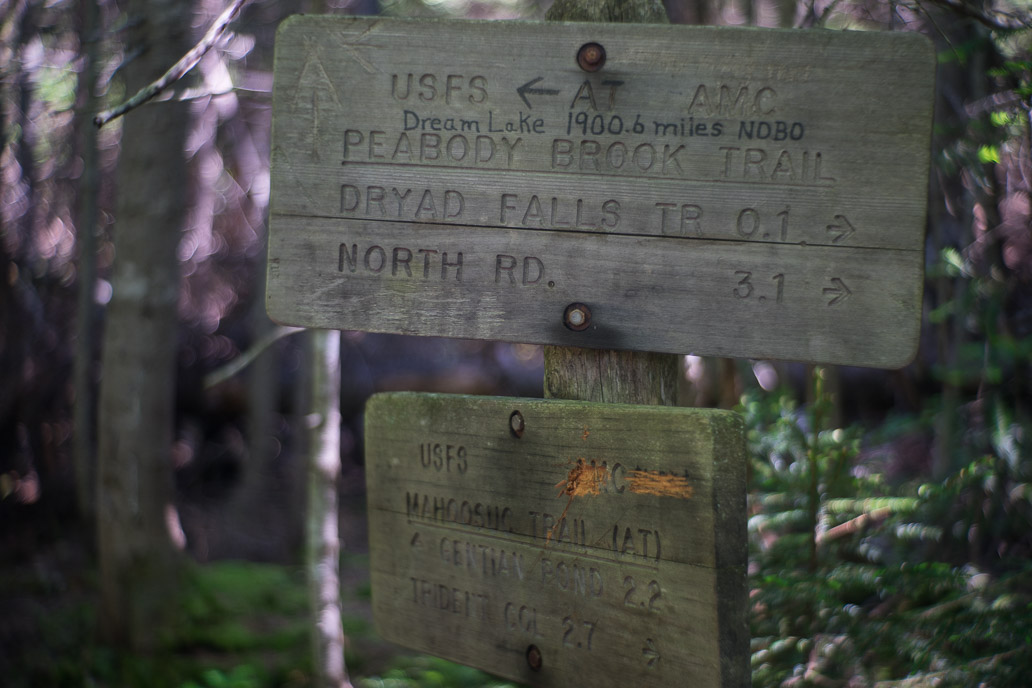 USFS ← AT AMC
Dream Lake 1900.6 miles NOBO
PEABODY BROOK TRAIL
DRYAD FALLS TR 0.1 →
NORTH RD. 3.1 →
USFS
MAHOOSUC TRAIL (AT)
GENTIAN POND 2.2
TRIDENT COL 2.7 →